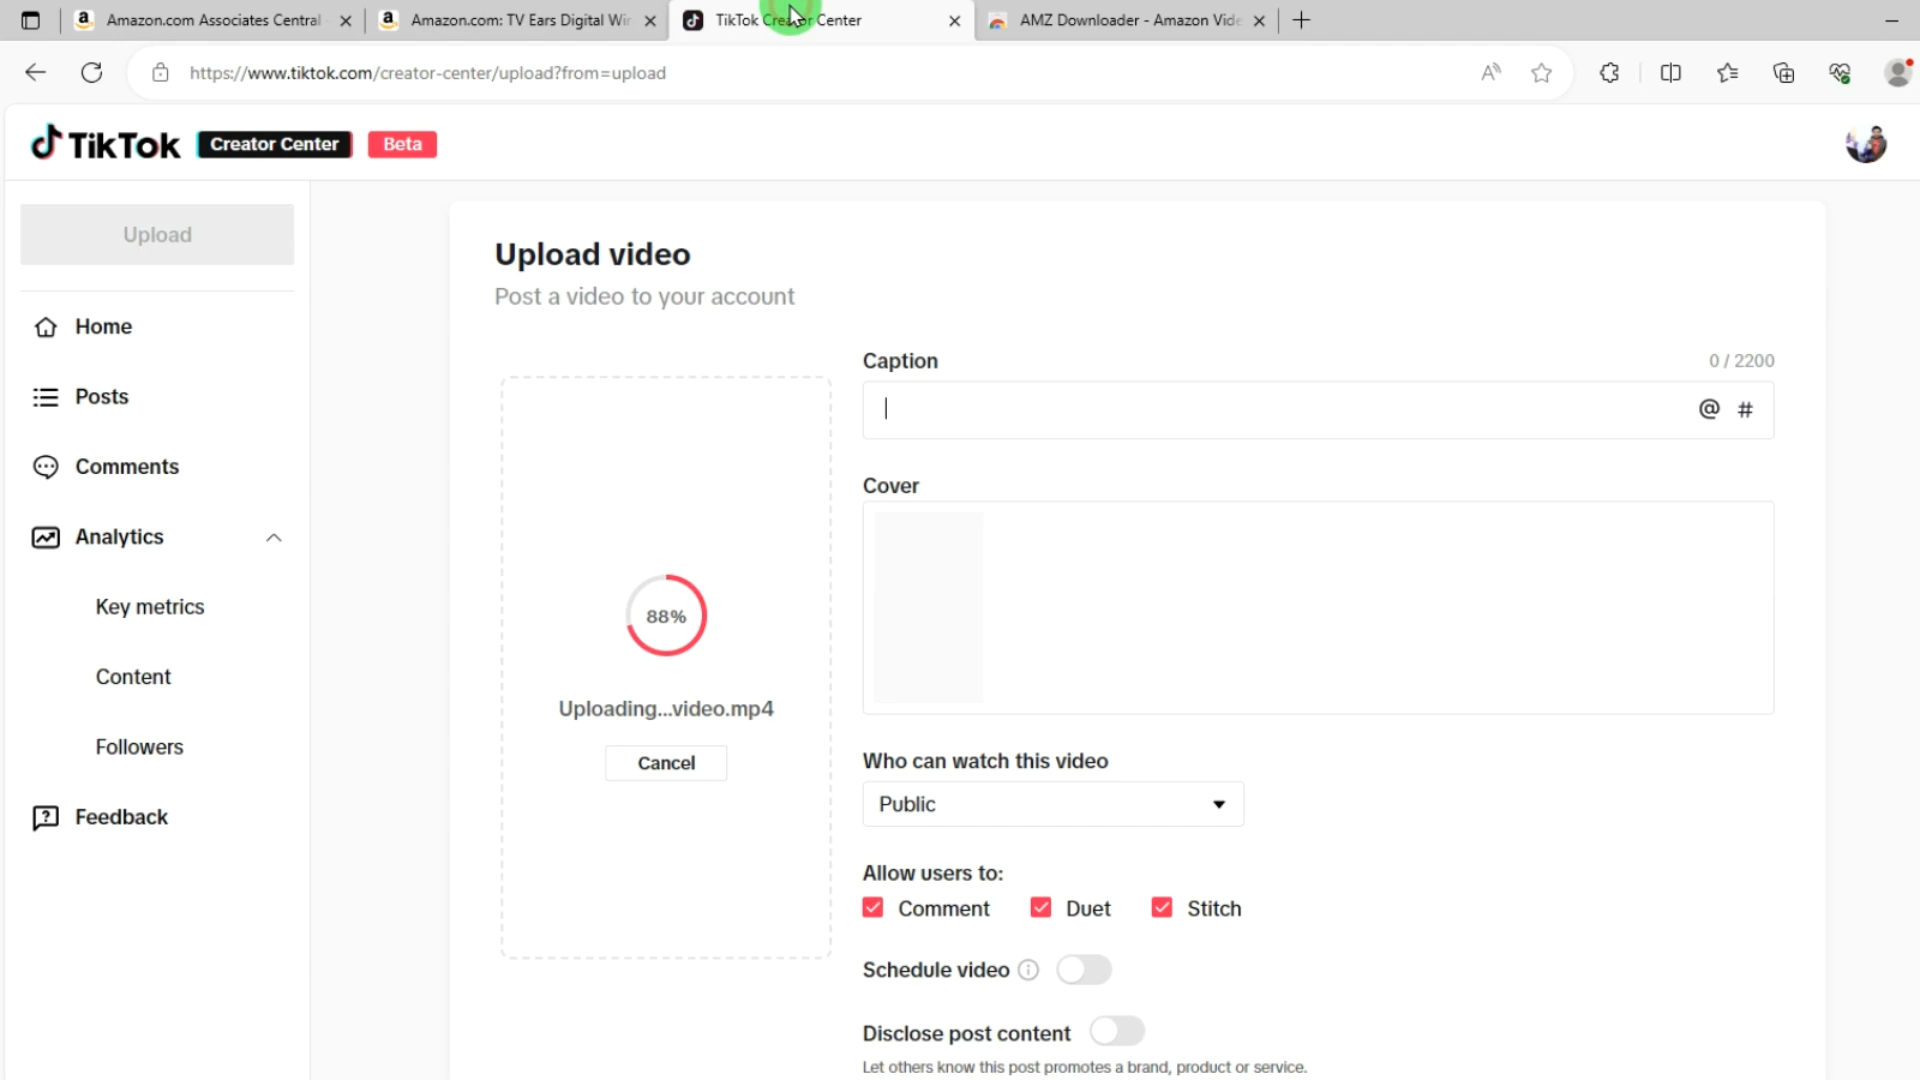 Amazon.com Associates Central
Amazon.com: TV Ears Digital Wir
TikTok Creator Center
AMZ Downloader - Amazon Vide
https://www.tiktok.com/creator-center/upload?from=upload
TikTok Creator Center Beta
Upload
Home
Posts
Comments
Analytics
Key metrics
Content
Followers
Feedback
Upload video
Post a video to your account
88%
Uploading...video.mp4
Cancel
Caption 0 / 2200
@ #
Cover
Who can watch this video
Public
Allow users to:
Comment Duet Stitch
Schedule video
Disclose post content
Let others know this post promotes a brand, product or service.